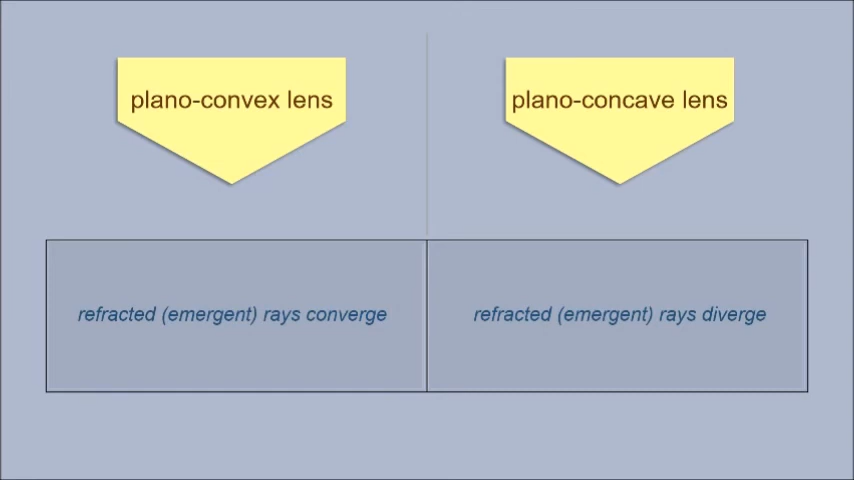 plano-convex lens
plano-concave lens
refracted (emergent) rays converge
refracted (emergent) rays diverge